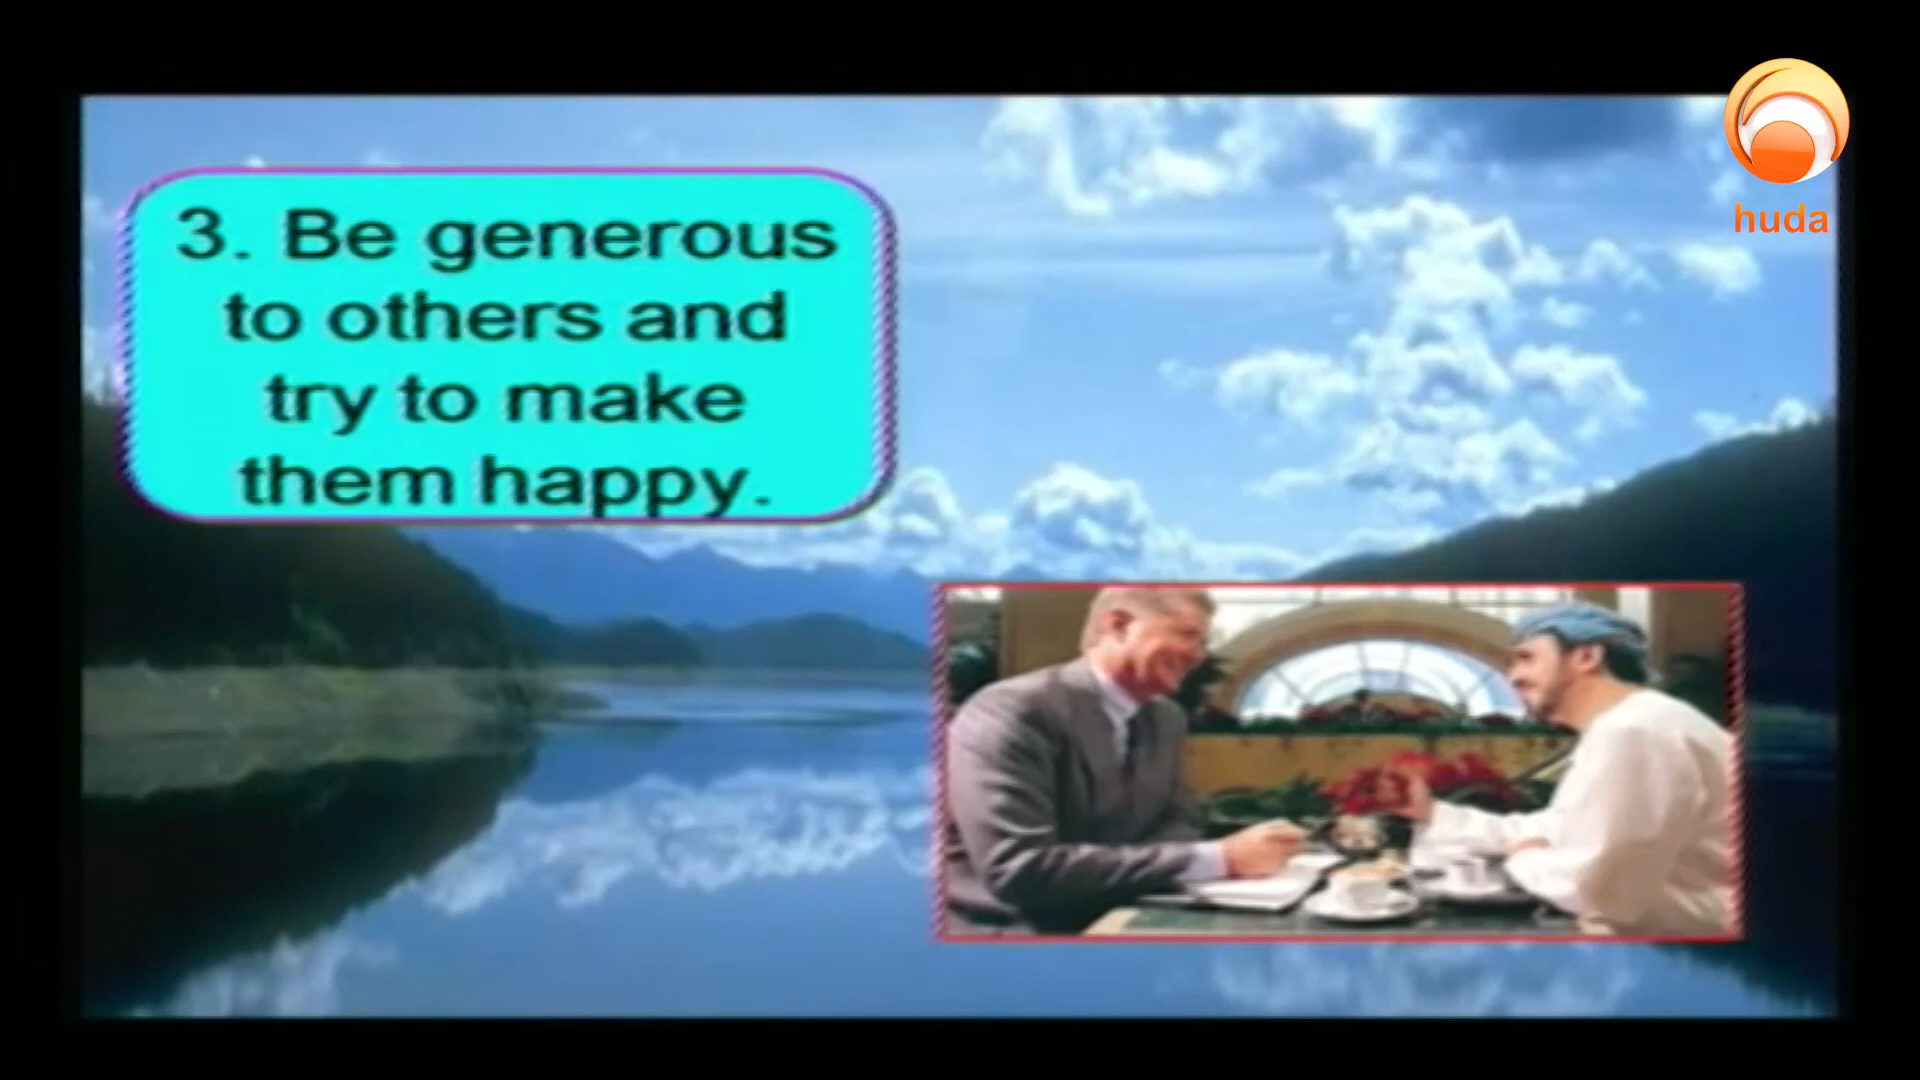 3. Be generous
to others and
try to make
them happy.
huda